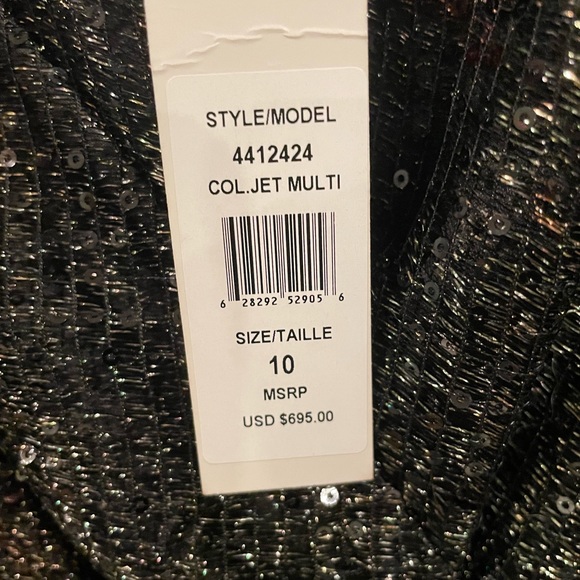 STYLE/MODEL
4412424
COL.JET MULTI
6 28292 52905 6
SIZE/TAILLE
10
MSRP
USD $695.00